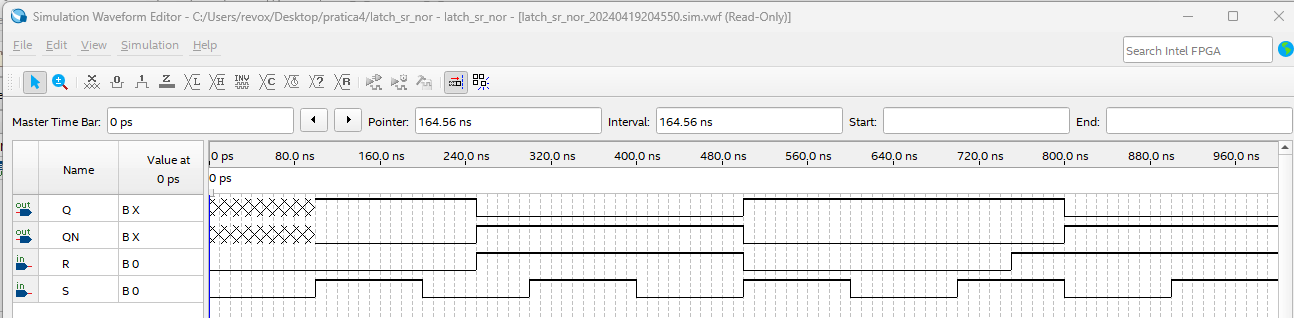 Simulation Waveform Editor - C:/Users/revox/Desktop/pratica4/latch_sr_nor - latch_sr_nor - [latch_sr_nor_20240419204550.sim.vwf (Read-Only)]
File Edit View Simulation Help
Search Intel FPGA
Master Time Bar: 0 ps Pointer: 164.56 ns Interval: 164.56 ns Start: End:
Name Value at 0 ps
0 ps 80.0 ns 160.0 ns 240.0 ns 320.0 ns 400.0 ns 480.0 ns 560.0 ns 640.0 ns 720.0 ns 800.0 ns 880.0 ns 960.0 ns
0 ps
out Q B X
out QN B X
in R B 0
in S B 0